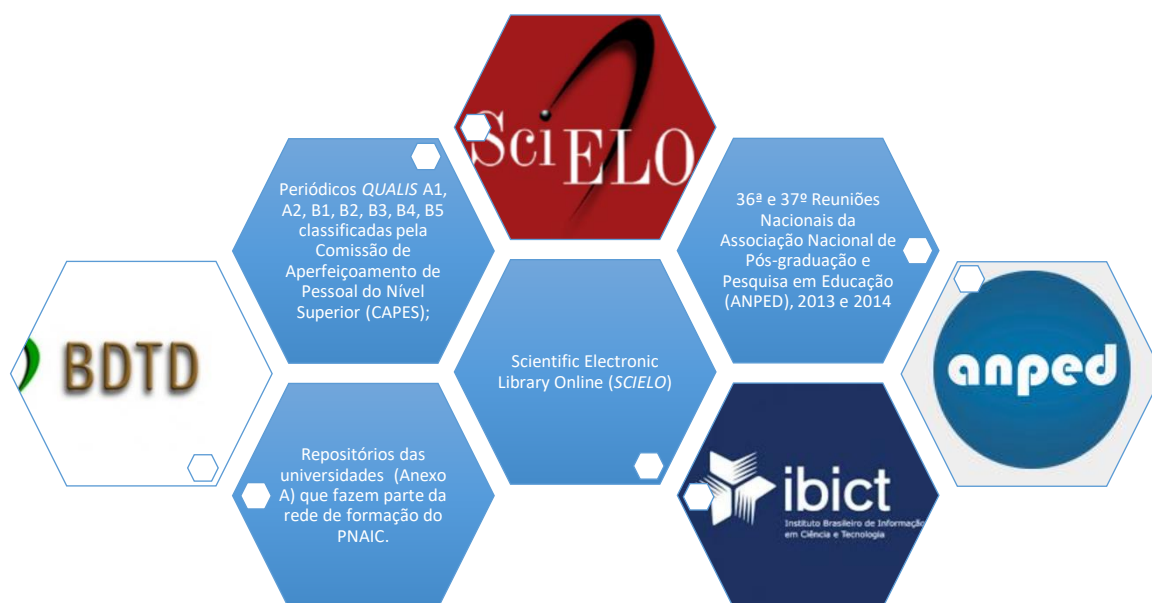 SciELO
Periódicos QUALIS A1,
A2, B1, B2, B3, B4, B5
classificadas pela
Comissão de
Aperfeiçoamento de
Pessoal do Nível
Superior (CAPES);
36ª e 37º Reuniões
Nacionais da
Associação Nacional de
Pós-graduação e
Pesquisa em Educação
(ANPED), 2013 e 2014
BDTD
Scientific Electronic
Library Online (SCIELO)
anped
Repositórios das
universidades (Anexo
A) que fazem parte da
rede de formação do
PNAIC.
ibict
Instituto Brasileiro de Informação
em Ciência e Tecnologia